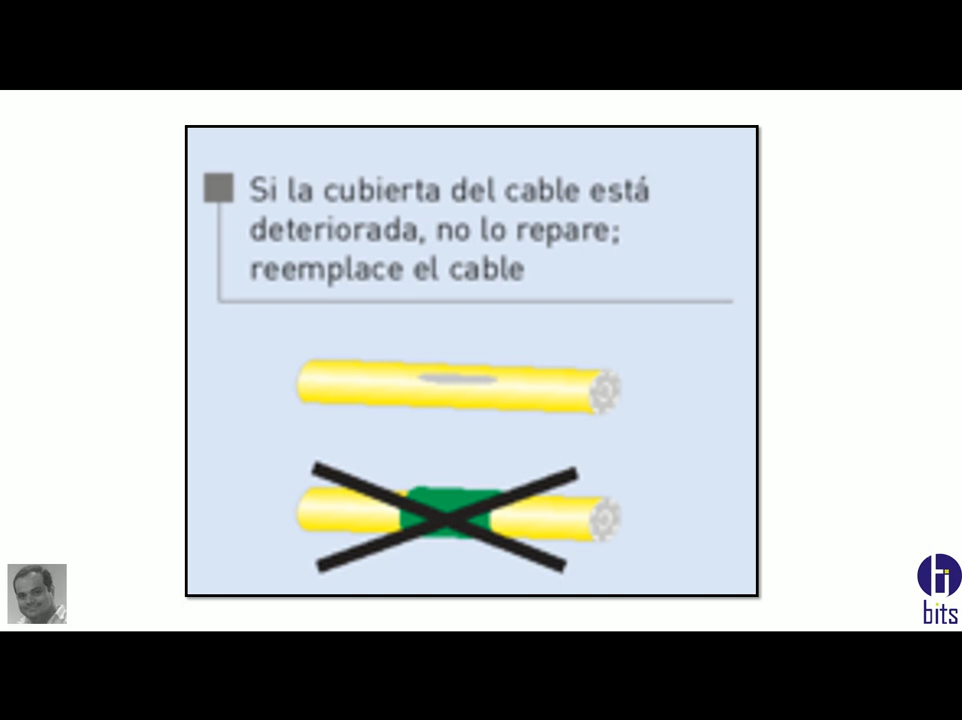 Si la cubierta del cable está
deteriorada, no lo repare;
reemplace el cable
bits